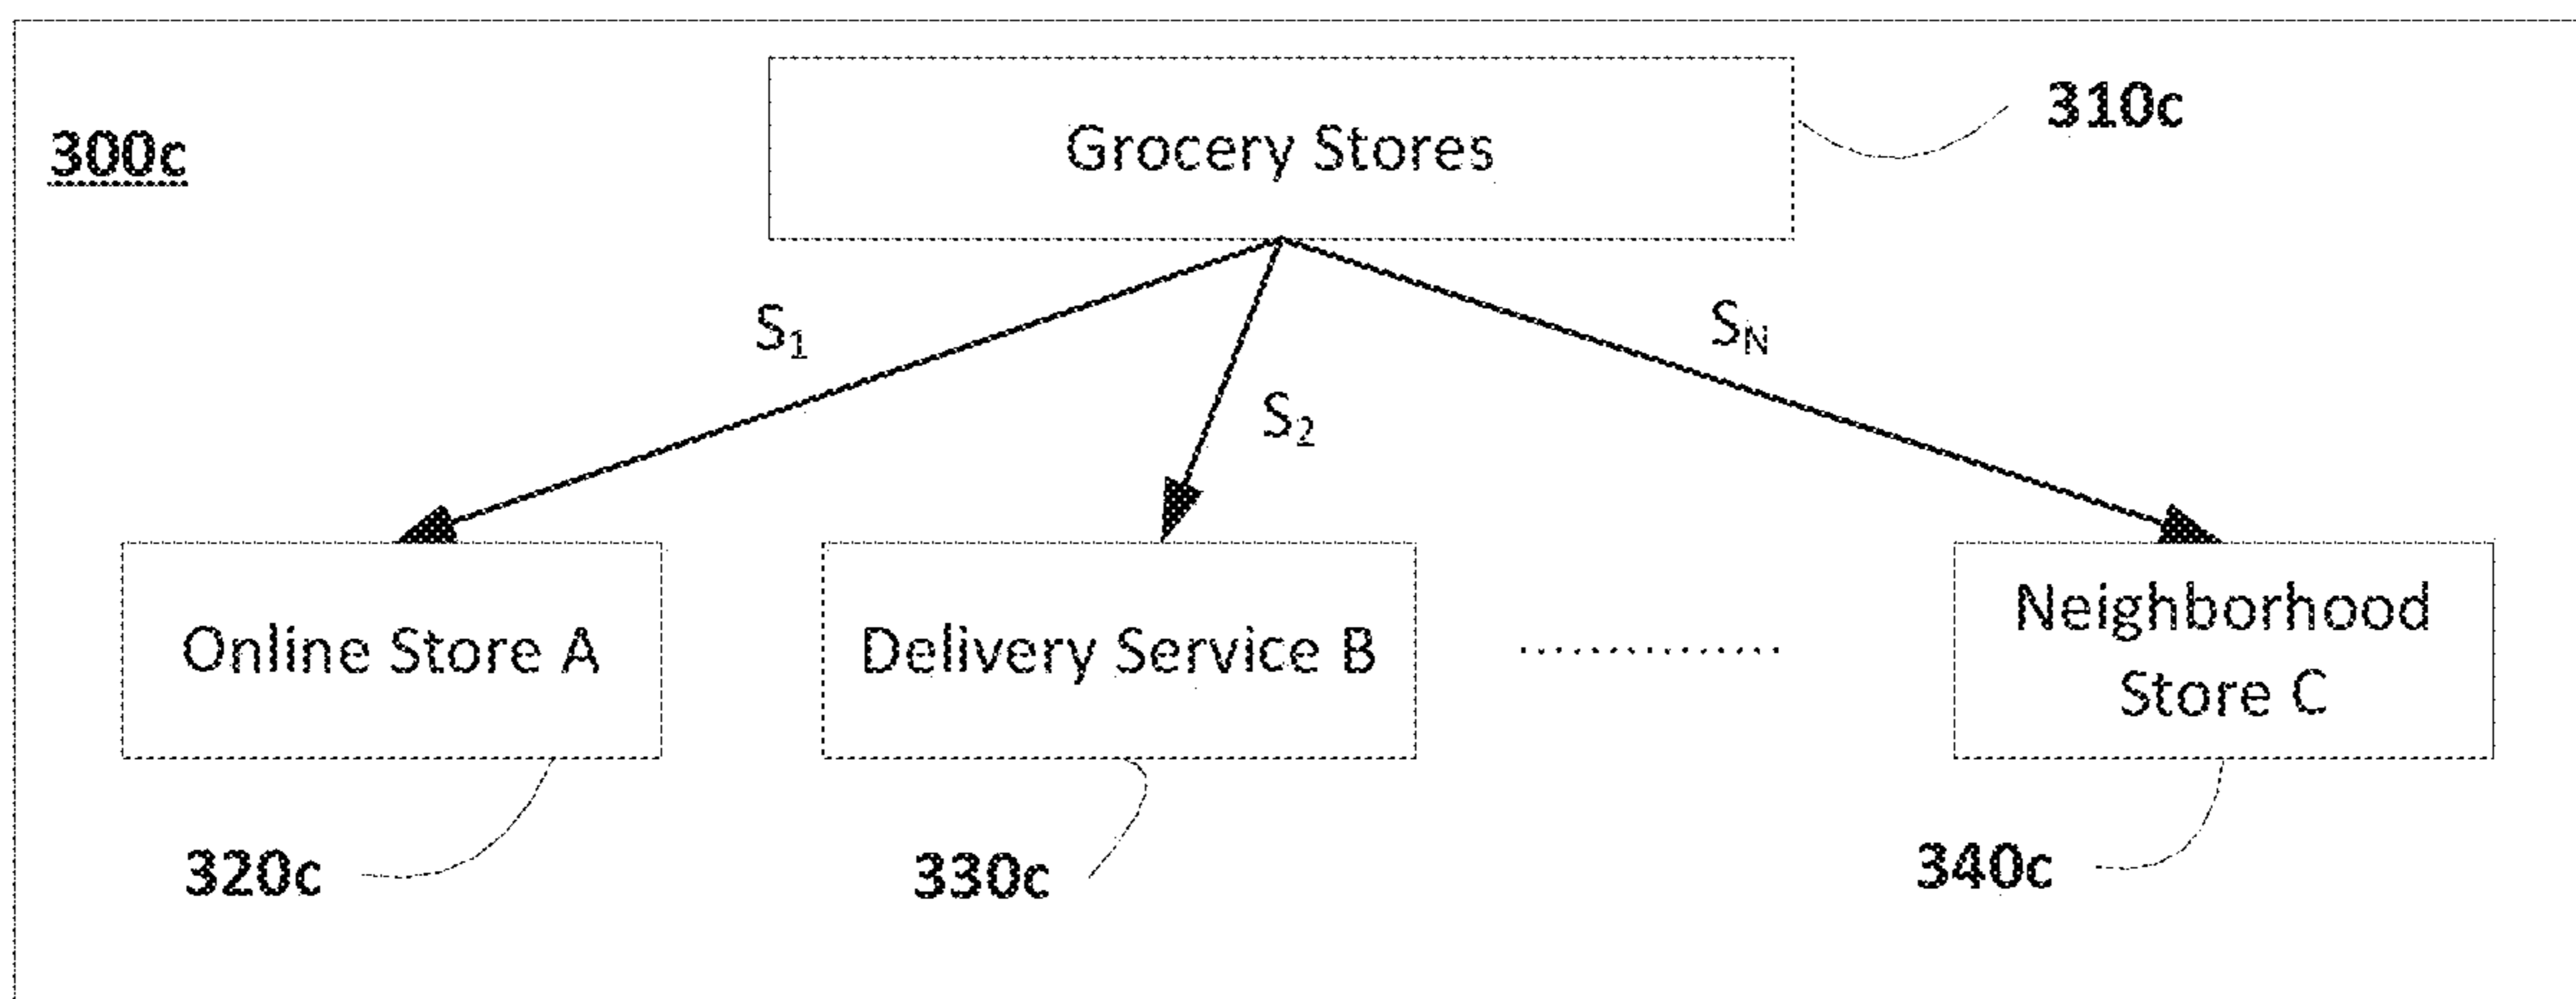 300c
Grocery Stores
310c
S1
S2
SN
Online Store A
Delivery Service B
Neighborhood
Store C
320c
330c
340c